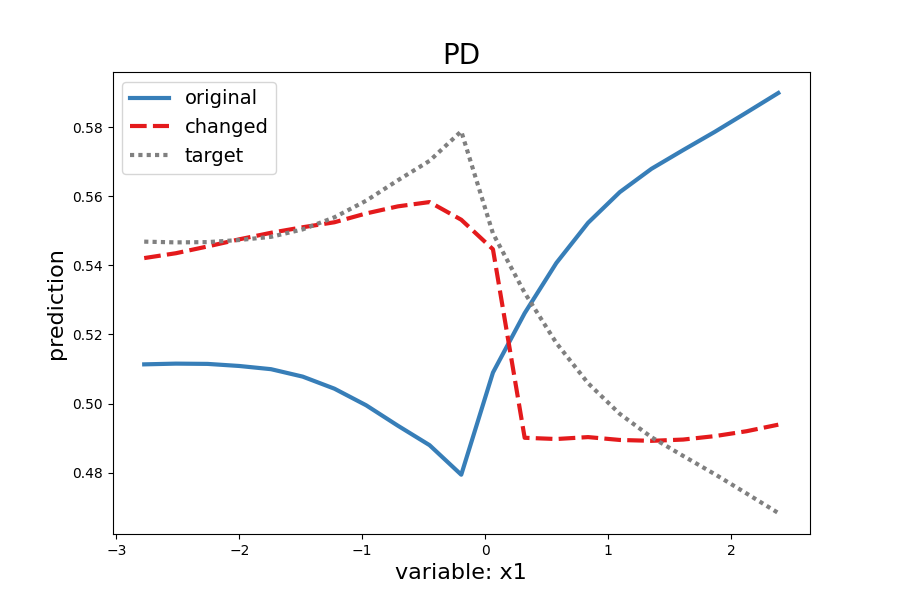 PD
original
changed
target
prediction
0.58
0.56
0.54
0.52
0.50
0.48
−3
−2
−1
0
1
2
variable: x1